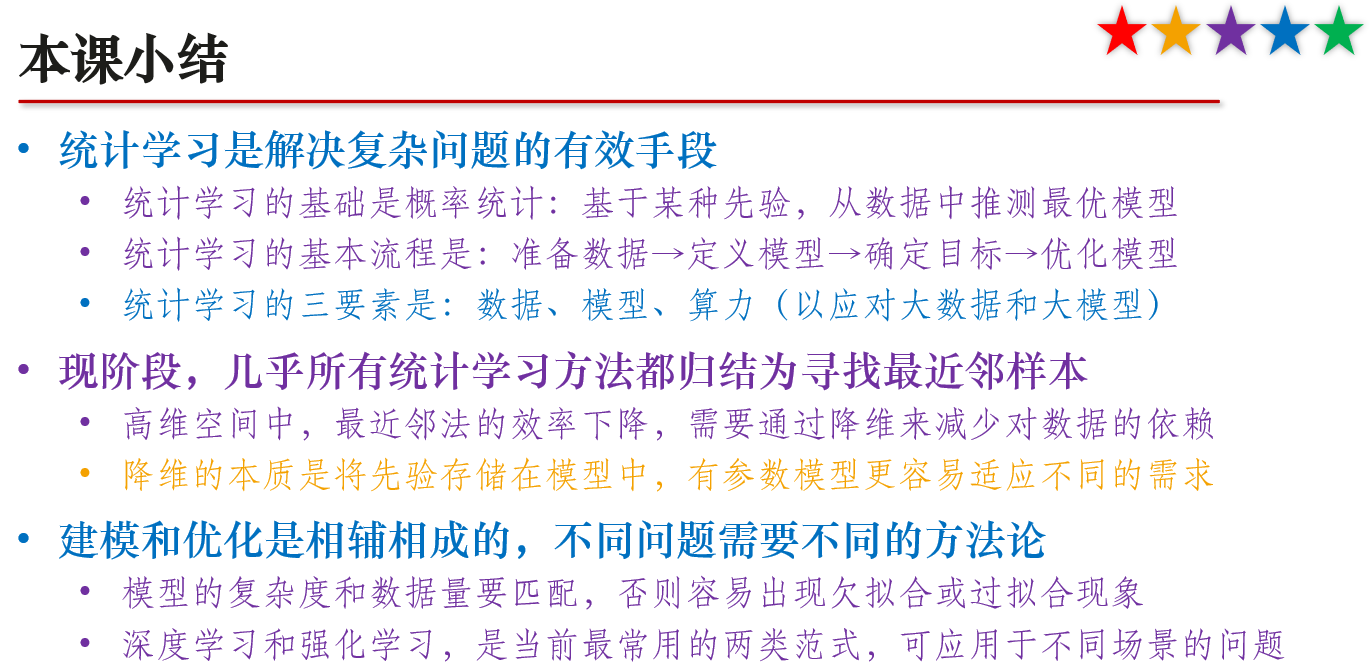 本课小结
• 统计学习是解决复杂问题的有效手段
• 统计学习的基础是概率统计：基于某种先验，从数据中推测最优模型
• 统计学习的基本流程是：准备数据→定义模型→确定目标→优化模型
• 统计学习的三要素是：数据、模型、算力（以应对大数据和大模型）
• 现阶段，几乎所有统计学习方法都归结为寻找最近邻样本
• 高维空间中，最近邻法的效率下降，需要通过降维来减少对数据的依赖
• 降维的本质是将先验存储在模型中，有参数模型更容易适应不同的需求
• 建模和优化是相辅相成的，不同问题需要不同的方法论
• 模型的复杂度和数据量要匹配，否则容易出现欠拟合或过拟合现象
• 深度学习和强化学习，是当前最常用的两类范式，可应用于不同场景的问题